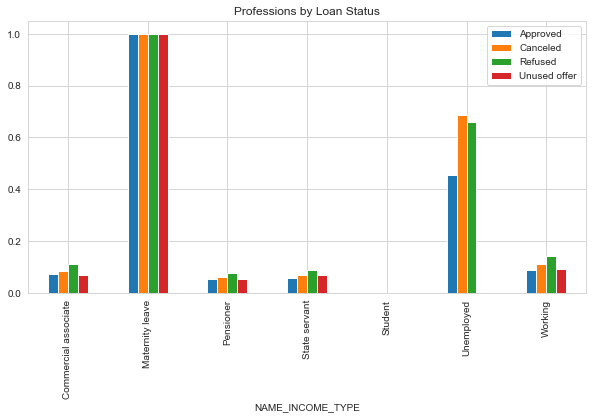 Professions by Loan Status
Approved
Canceled
Refused
Unused offer
1.0
0.8
0.6
0.4
0.2
0.0
Commercial associate
Maternity leave
Pensioner
State servant
Student
Unemployed
Working
NAME_INCOME_TYPE